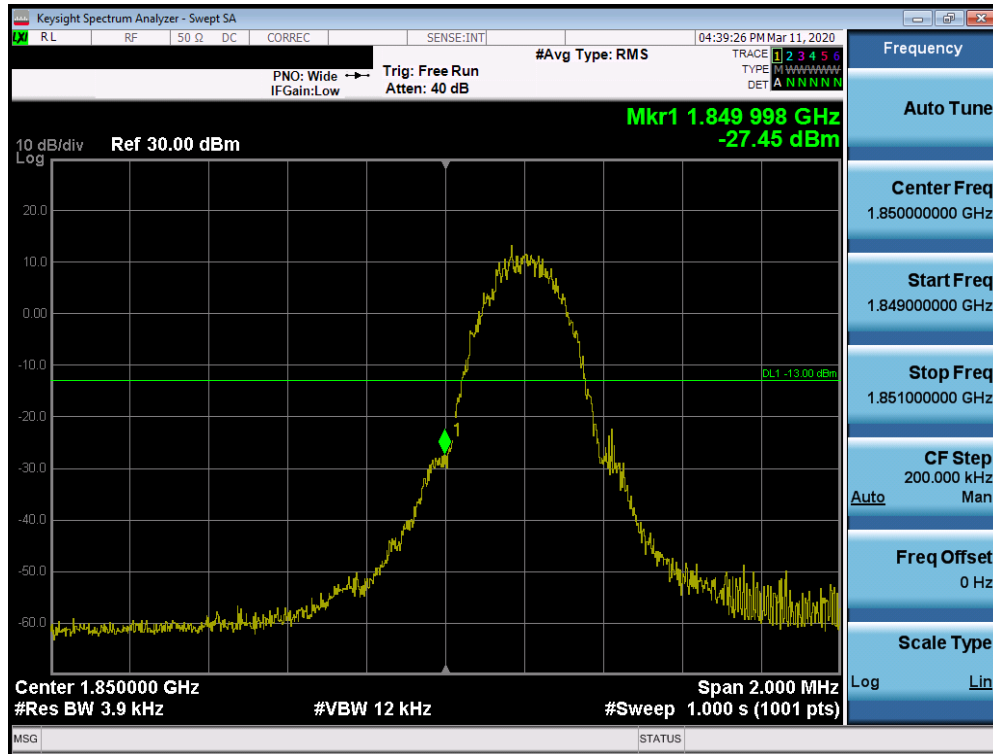 Keysight Spectrum Analyzer - Swept SA
LXI RL RF 50 Ω DC CORREC SENSE:INT 04:39:26 PM Mar 11, 2020
#Avg Type: RMS
TRACE 1 2 3 4 5 6
PNO: Wide Trig: Free Run
TYPE M W W W W W
IFGain:Low Atten: 40 dB
DET A N N N N N
Mkr1 1.849 998 GHz
-27.45 dBm
10 dB/div Ref 30.00 dBm
Log
20.0
10.0
0.00
-10.0
DL1 -13.00 dBm
-20.0
-30.0
-40.0
-50.0
-60.0
Center 1.850000 GHz Span 2.000 MHz
#Res BW 3.9 kHz #VBW 12 kHz #Sweep 1.000 s (1001 pts)
MSG STATUS
Frequency
Auto Tune
Center Freq
1.850000000 GHz
Start Freq
1.849000000 GHz
Stop Freq
1.851000000 GHz
CF Step
200.000 kHz
Auto Man
Freq Offset
0 Hz
Scale Type
Log Lin